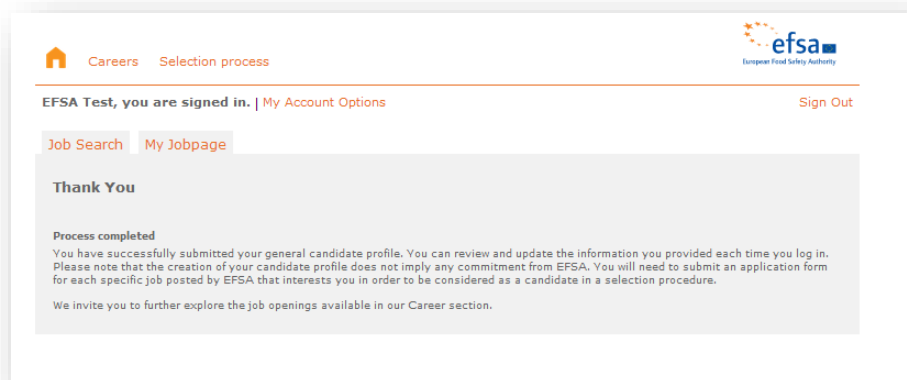 efsa
European Food Safety Authority
Careers Selection process
EFSA Test, you are signed in. | My Account Options Sign Out
Job Search My Jobpage
Thank You
Process completed
You have successfully submitted your general candidate profile. You can review and update the information you provided each time you log in.
Please note that the creation of your candidate profile does not imply any commitment from EFSA. You will need to submit an application form
for each specific job posted by EFSA that interests you in order to be considered as a candidate in a selection procedure.
We invite you to further explore the job openings available in our Career section.